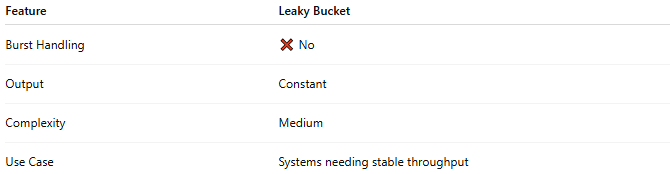 Feature Leaky Bucket
Burst Handling ❌ No
Output Constant
Complexity Medium
Use Case Systems needing stable throughput